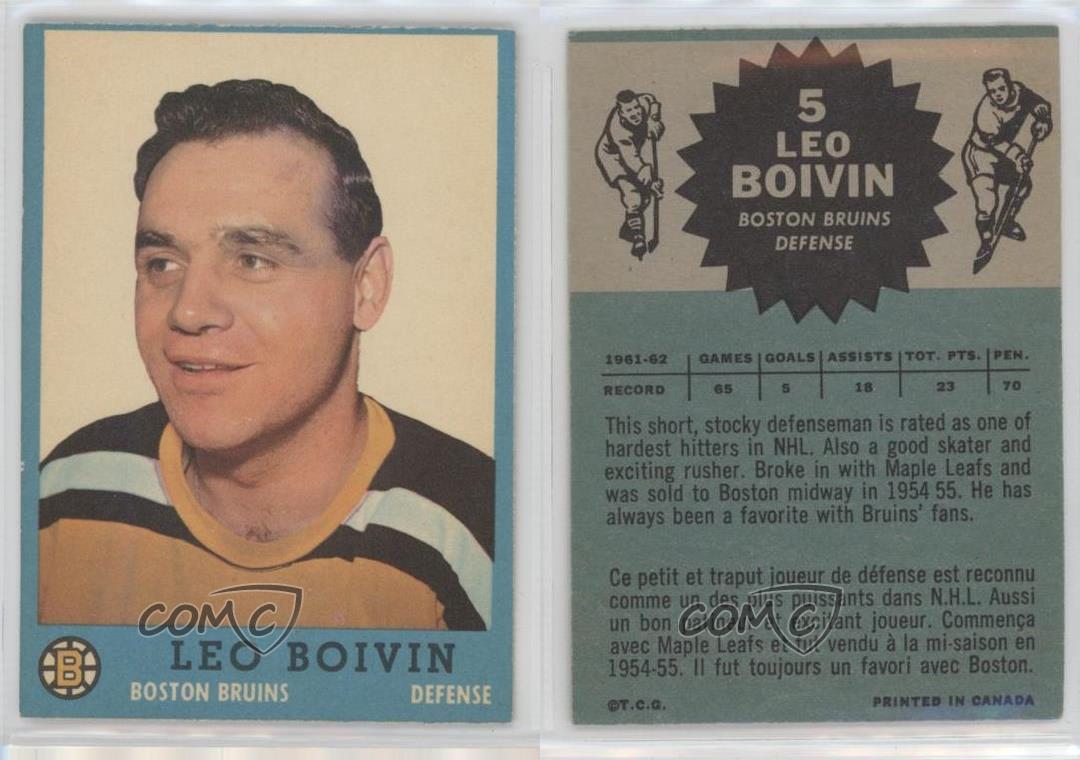 LEO BOIVIN
B
BOSTON BRUINS DEFENSE
COMC
5
LEO
BOIVIN
BOSTON BRUINS
DEFENSE
1961-62 GAMES GOALS ASSISTS TOT. PTS. PEN.
RECORD 65 5 18 23 70
This short, stocky defenseman is rated as one of
hardest hitters in NHL. Also a good skater and
exciting rusher. Broke in with Maple Leafs and
was sold to Boston midway in 1954 55. He has
always been a favorite with Bruins' fans.
Ce petit et traput joueur de défense est reconnu
comme un des plus puissants dans N.H.L. Aussi
un bon patineur et excitant joueur. Commença
avec Maple Leafs et fut vendu à la mi-saison en
1954-55. Il fut toujours un favori avec Boston.
COMC
©T.C.G. PRINTED IN CANADA